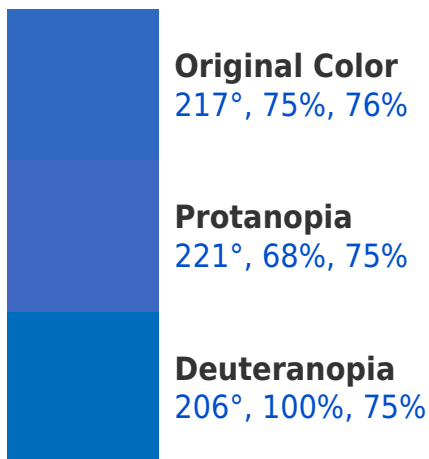 Original Color
217°, 75%, 76%
Protanopia
221°, 68%, 75%
Deuteranopia
206°, 100%, 75%